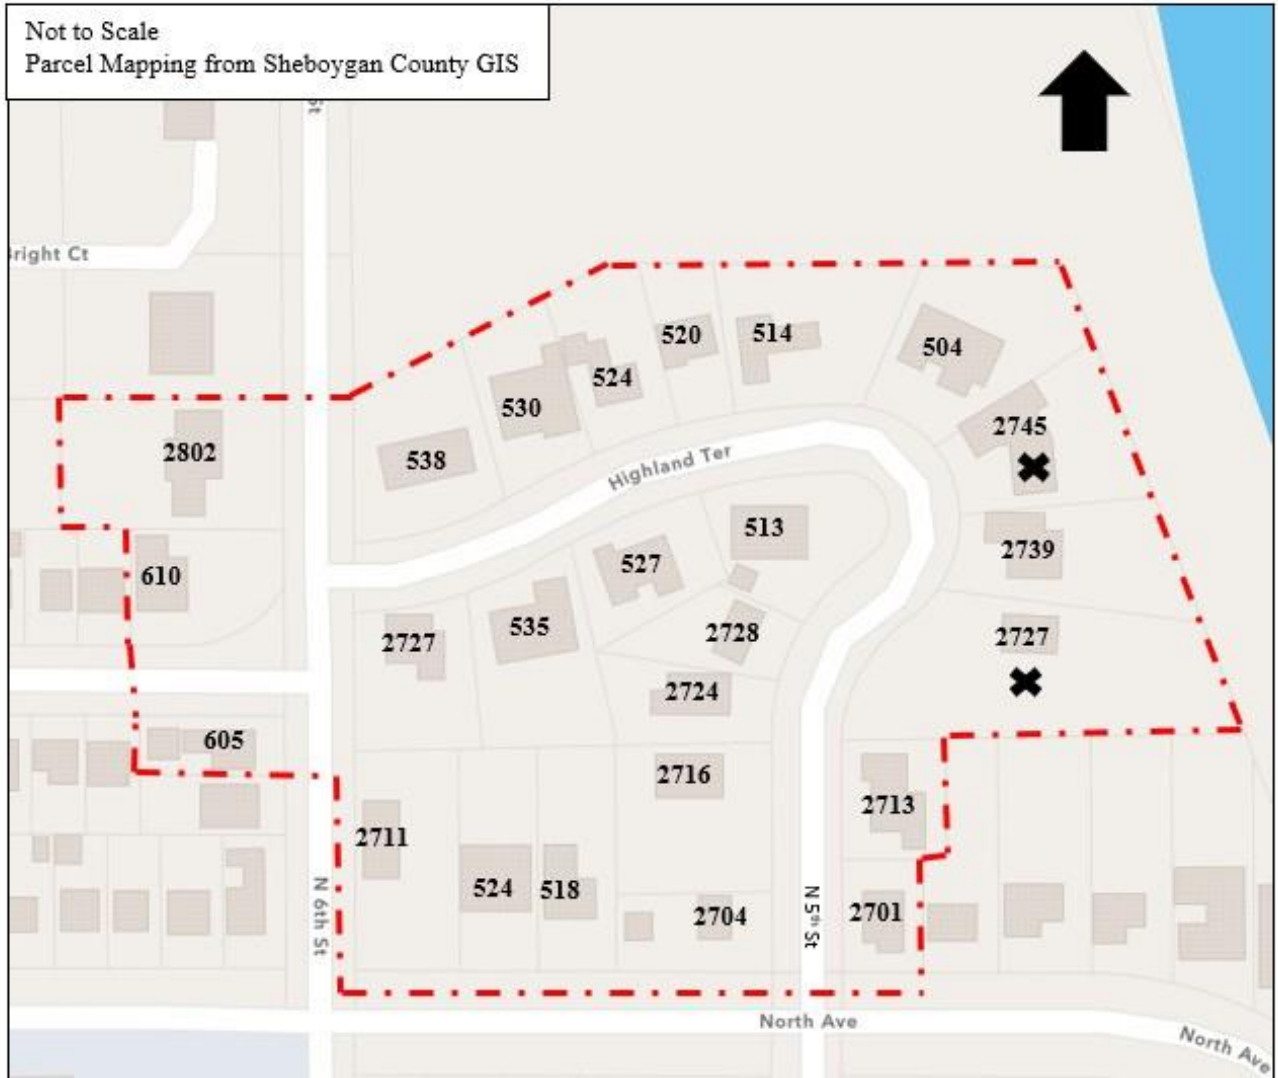 Not to Scale
Parcel Mapping from Sheboygan County GIS
St
right Ct
520
514
504
524
530
2745
2802
538
Highland Ter
513
2739
527
610
535
2728
2727
2727
2724
605
2716
2713
2711
524
518
2704
2701
N 6th St
N 5th St
North Ave
North Ave